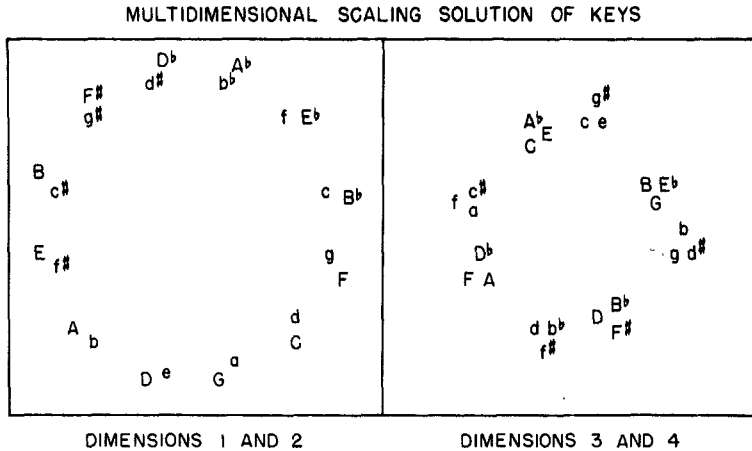 MULTIDIMENSIONAL SCALING SOLUTION OF KEYS
D♭ A♭
d♯ b♭
F♯
g♯ f E♭
B
c♯ c B♭
E f♯ g F
A b d C
D e G a
g♯
A♭ E c e
C
B E♭
G
f c♯
a
b
D♭ g d♯
F A
D B♭
d b♭ F♯
f♯
DIMENSIONS 1 AND 2 DIMENSIONS 3 AND 4